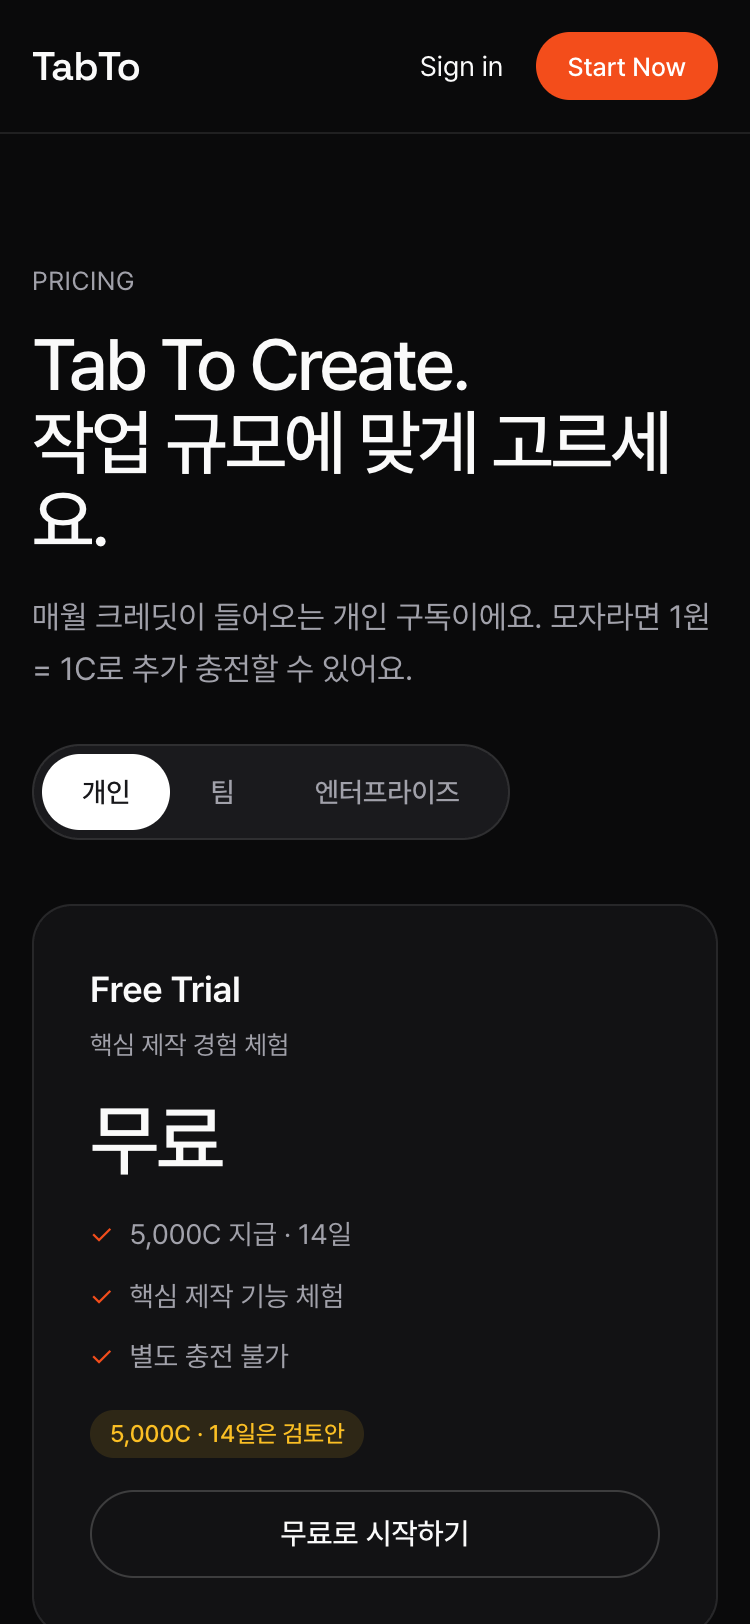 TabTo
Sign in
Start Now
PRICING
Tab To Create.
작업 규모에 맞게 고르세
요.
매월 크레딧이 들어오는 개인 구독이에요. 모자라면 1원
= 1C로 추가 충전할 수 있어요.
개인
팀
엔터프라이즈
Free Trial
핵심 제작 경험 체험
무료
5,000C 지급 · 14일
핵심 제작 기능 체험
별도 충전 불가
5,000C · 14일은 검토안
무료로 시작하기